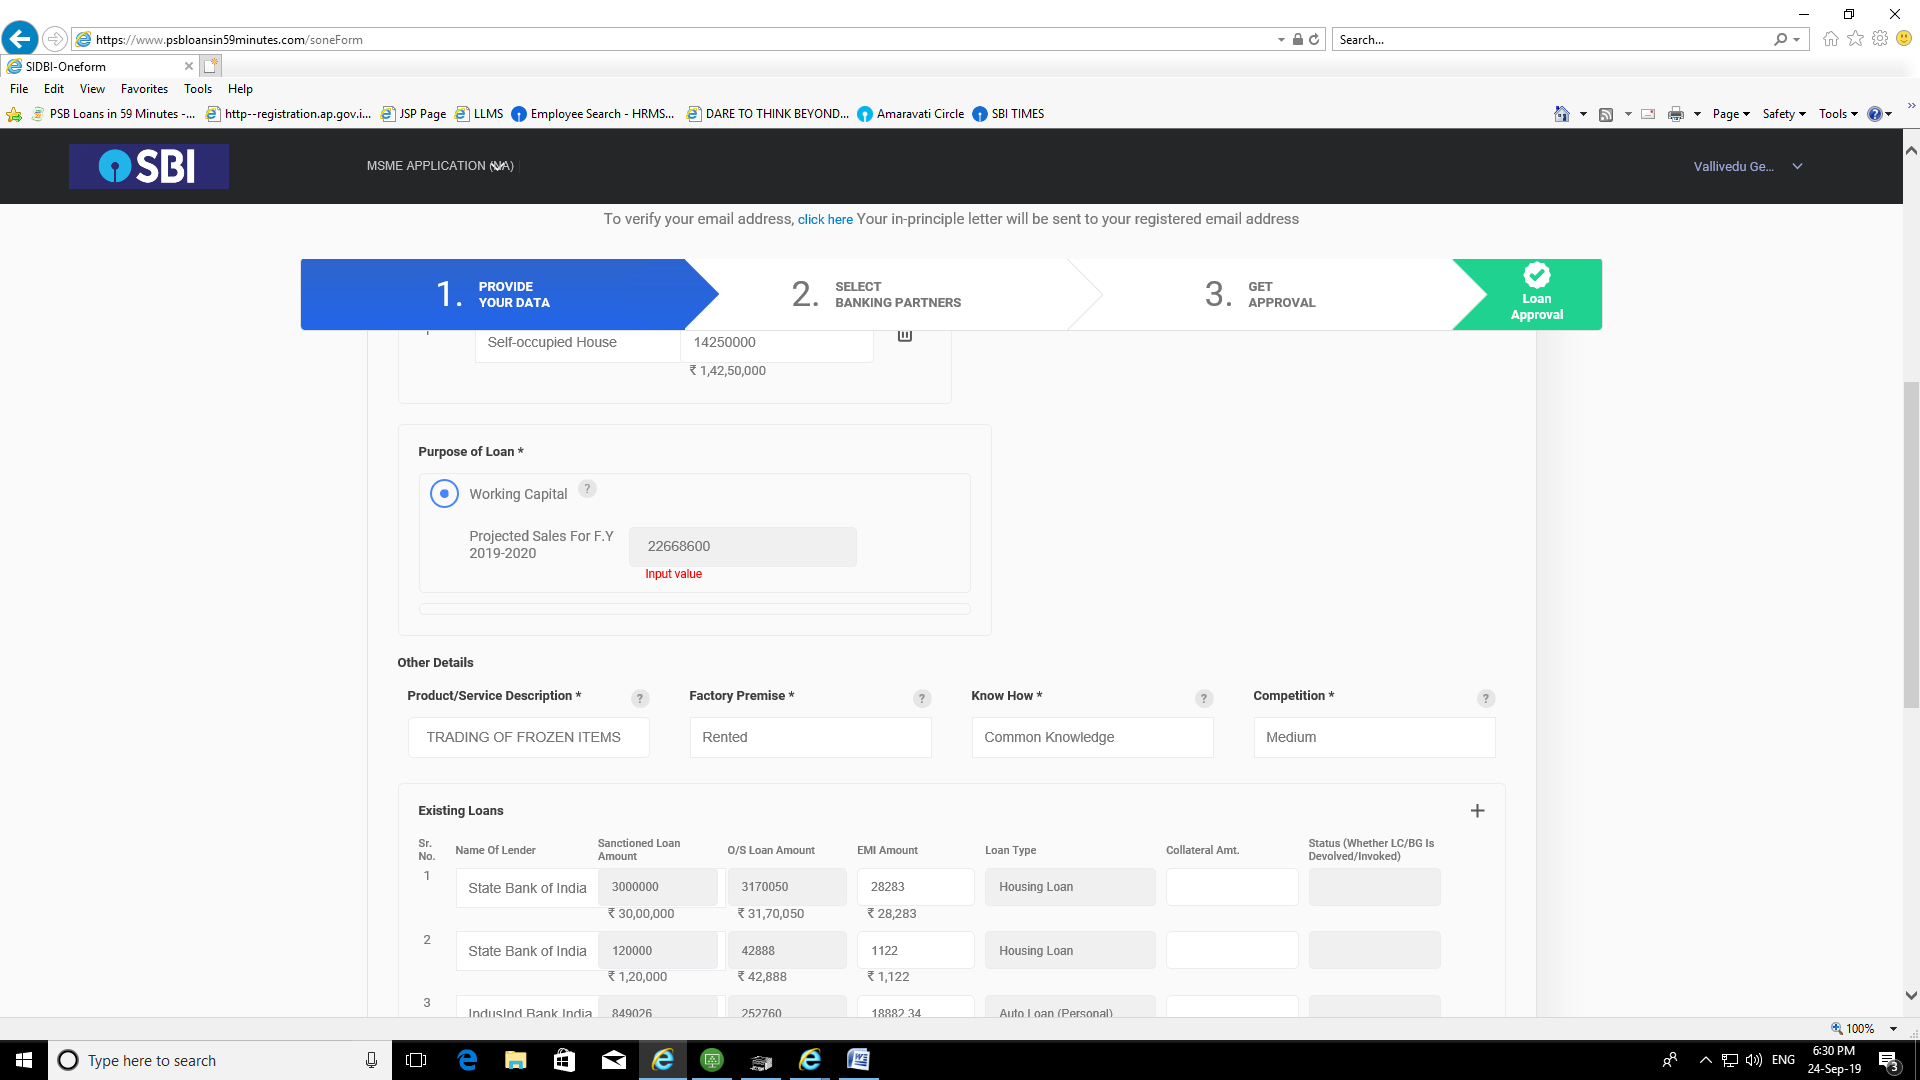 https://www.psbloansin59minutes.com/soneForm
Search...
SIDBI-Oneform
File Edit View Favorites Tools Help
PSB Loans in 59 Minutes -... http--registration.ap.gov.i... JSP Page LLMS Employee Search - HRMS... DARE TO THINK BEYOND... Amaravati Circle SBI TIMES
Page Safety Tools
SBI
MSME APPLICATION (NA)
Vallivedu Ge...
To verify your email address, click here Your in-principle letter will be sent to your registered email address
1. PROVIDE YOUR DATA
2. SELECT BANKING PARTNERS
3. GET APPROVAL
Loan Approval
Self-occupied House 14250000
₹ 1,42,50,000
Purpose of Loan *
Working Capital ?
Projected Sales For F.Y 2019-2020
22668600
Input value
Other Details
Product/Service Description * ? Factory Premise * ? Know How * ? Competition * ?
TRADING OF FROZEN ITEMS Rented Common Knowledge Medium
Existing Loans +
Sr. No. Name Of Lender Sanctioned Loan Amount O/S Loan Amount EMI Amount Loan Type Collateral Amt. Status (Whether LC/BG Is Devolved/Invoked)
1 State Bank of India 3000000 3170050 28283 Housing Loan
₹ 30,00,000 ₹ 31,70,050 ₹ 28,283
2 State Bank of India 120000 42888 1122 Housing Loan
₹ 1,20,000 ₹ 42,888 ₹ 1,122
3 IndusInd Bank India 849026 252760 18882.34 Auto Loan (Personal)
100%
Type here to search
ENG
6:30 PM
24-Sep-19
3